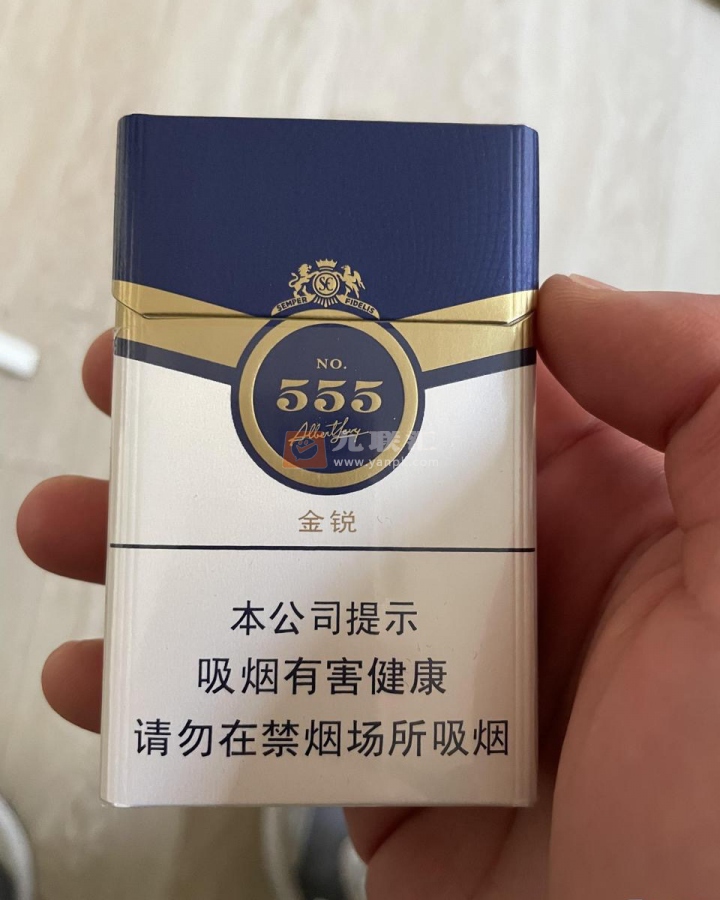 SEMPER FIDELIS
NO.
555
Albert Levy
金锐
本公司提示
吸烟有害健康
请勿在禁烟场所吸烟